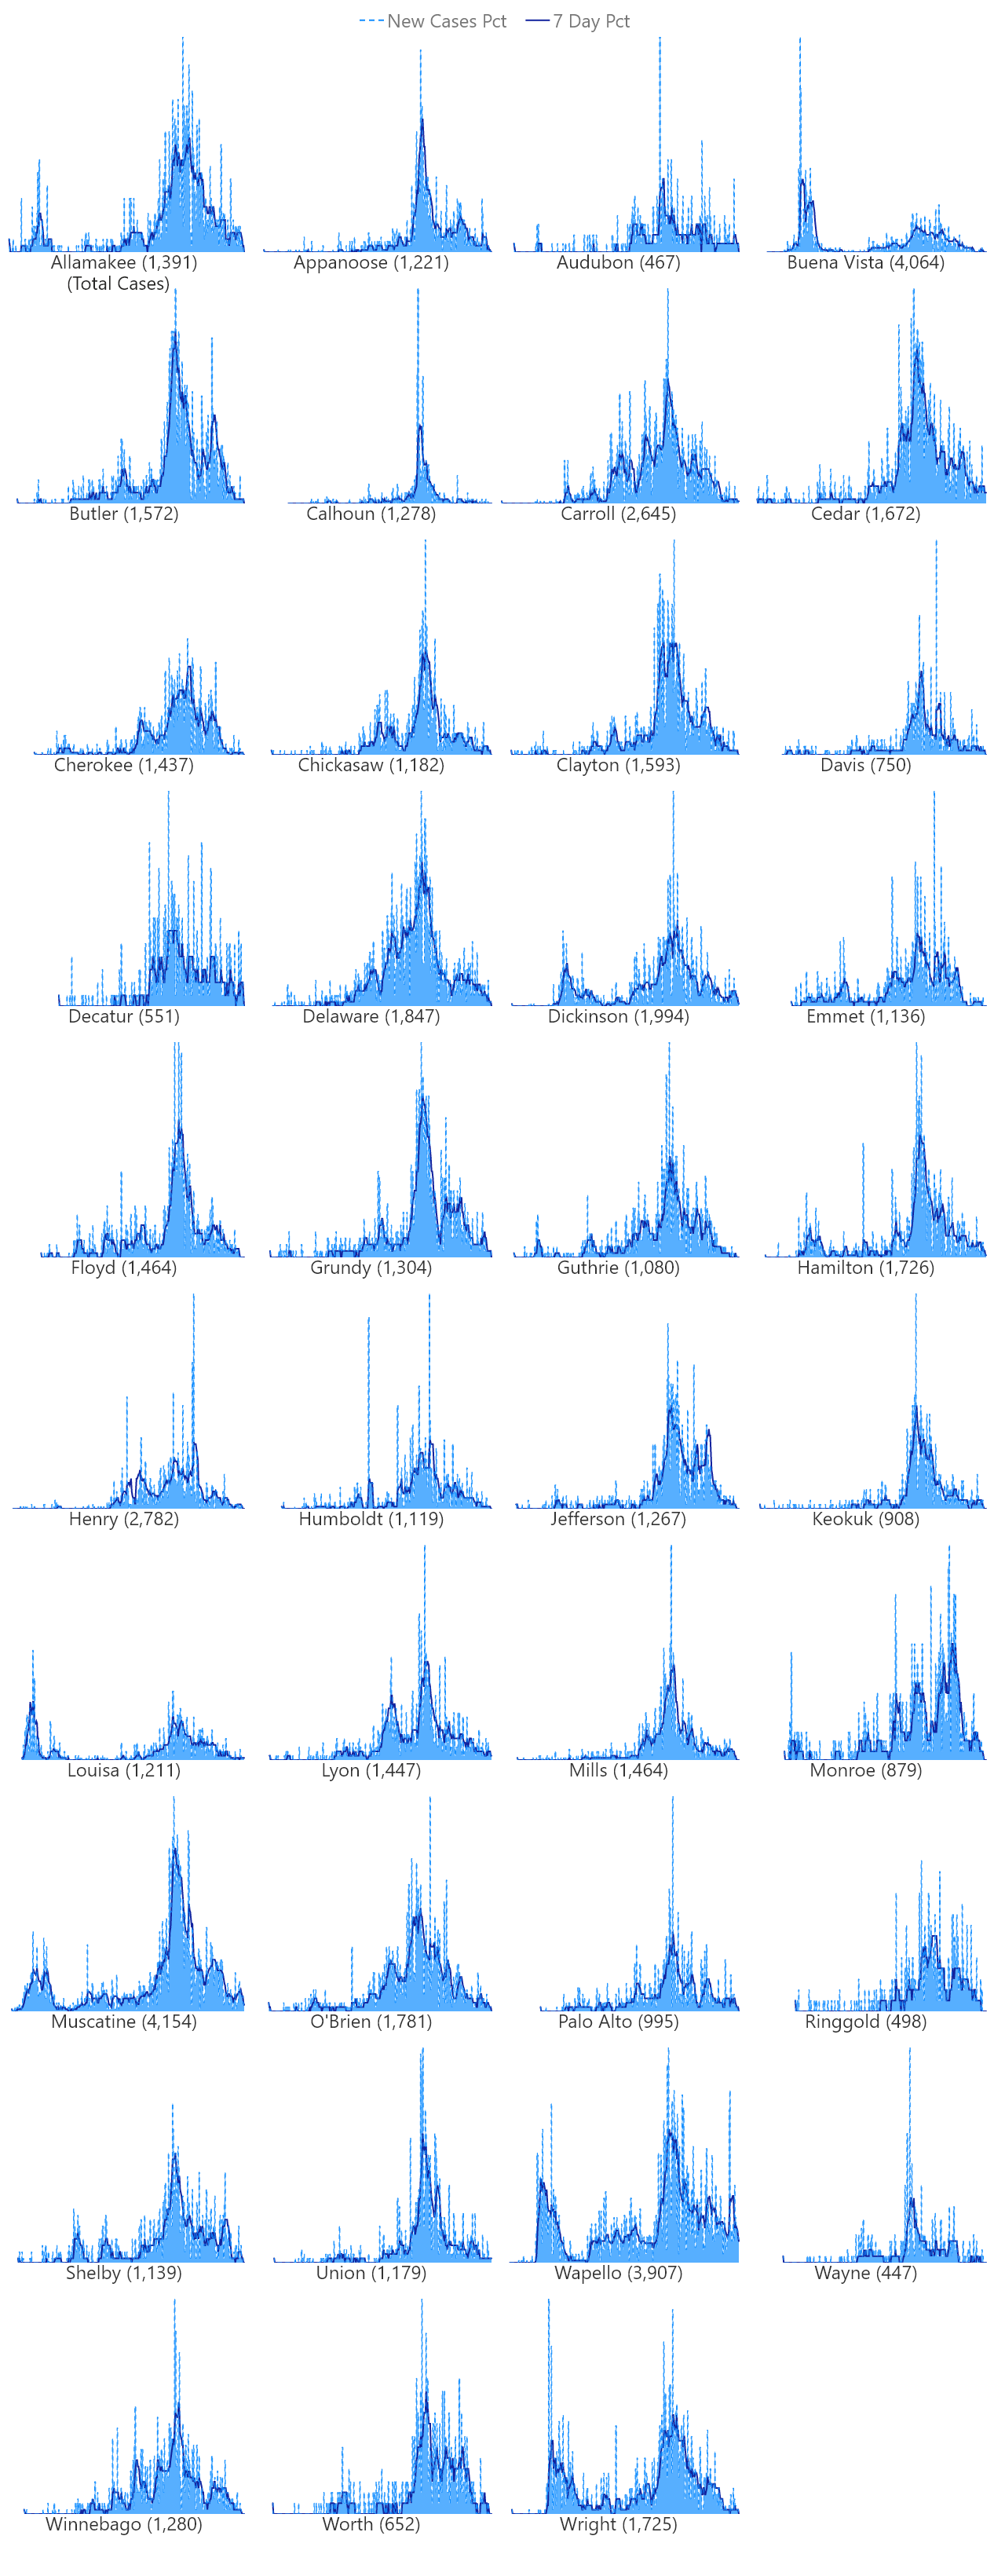 New Cases Pct 7 Day Pct
Allamakee (1,391) Appanoose (1,221) Audubon (467) Buena Vista (4,064)
(Total Cases)
Butler (1,572) Calhoun (1,278) Carroll (2,645) Cedar (1,672)
Cherokee (1,437) Chickasaw (1,182) Clayton (1,593) Davis (750)
Decatur (551) Delaware (1,847) Dickinson (1,994) Emmet (1,136)
Floyd (1,464) Grundy (1,304) Guthrie (1,080) Hamilton (1,726)
Henry (2,782) Humboldt (1,119) Jefferson (1,267) Keokuk (908)
Louisa (1,211) Lyon (1,447) Mills (1,464) Monroe (879)
Muscatine (4,154) O'Brien (1,781) Palo Alto (995) Ringgold (498)
Shelby (1,139) Union (1,179) Wapello (3,907) Wayne (447)
Winnebago (1,280) Worth (652) Wright (1,725)